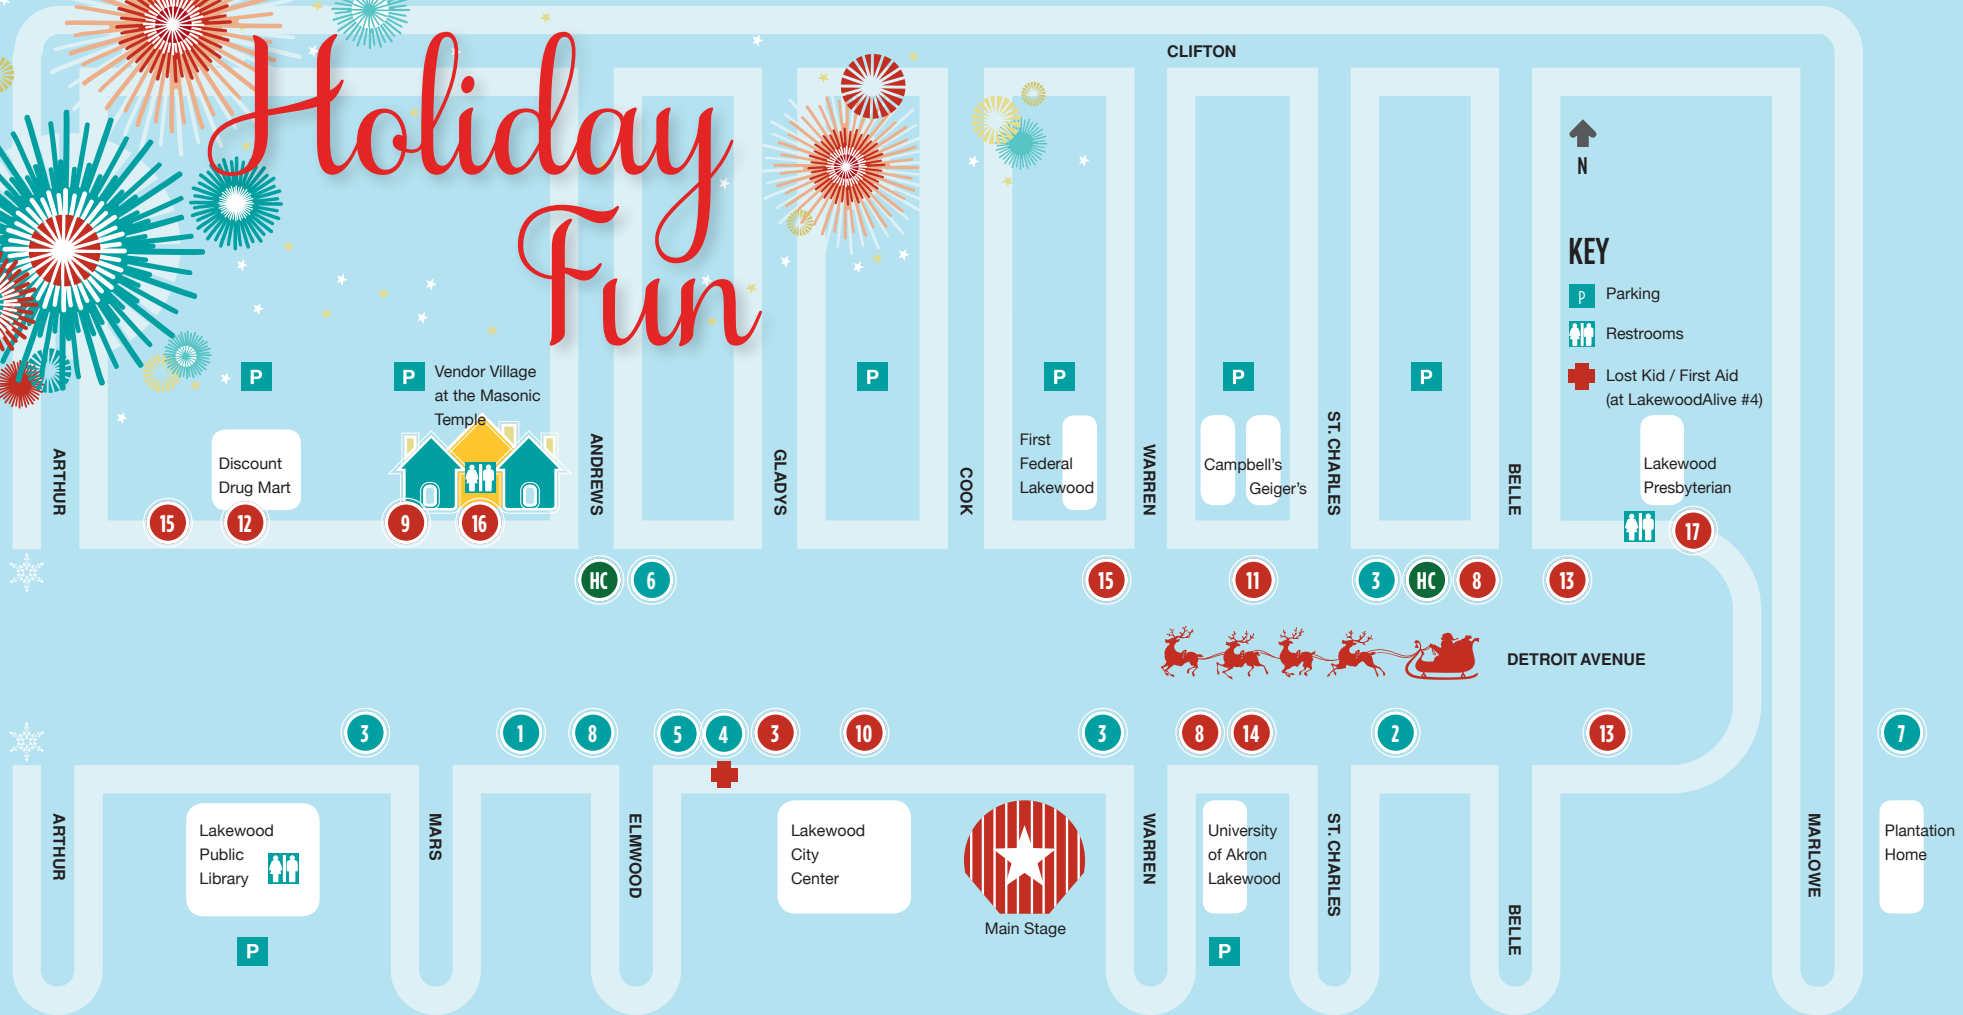 Holiday
Fun
CLIFTON
N
KEY
P Parking
Restrooms
Lost Kid / First Aid
(at LakewoodAlive #4)
P
P
P
P
P
P
Vendor Village
at the Masonic
Temple
Discount
Drug Mart
First
Federal
Lakewood
Campbell's
Geiger's
Lakewood
Presbyterian
ARTHUR
ANDREWS
GLADYS
COOK
WARREN
ST. CHARLES
BELLE
15
12
9
16
17
HC
6
15
11
3
HC
8
13
DETROIT AVENUE
3
1
8
5
4
3
10
3
8
14
2
13
7
ARTHUR
MARS
ELMWOOD
WARREN
ST. CHARLES
BELLE
MARLOWE
Lakewood
Public
Library
Lakewood
City
Center
Main Stage
University
of Akron
Lakewood
Plantation
Home
P
P